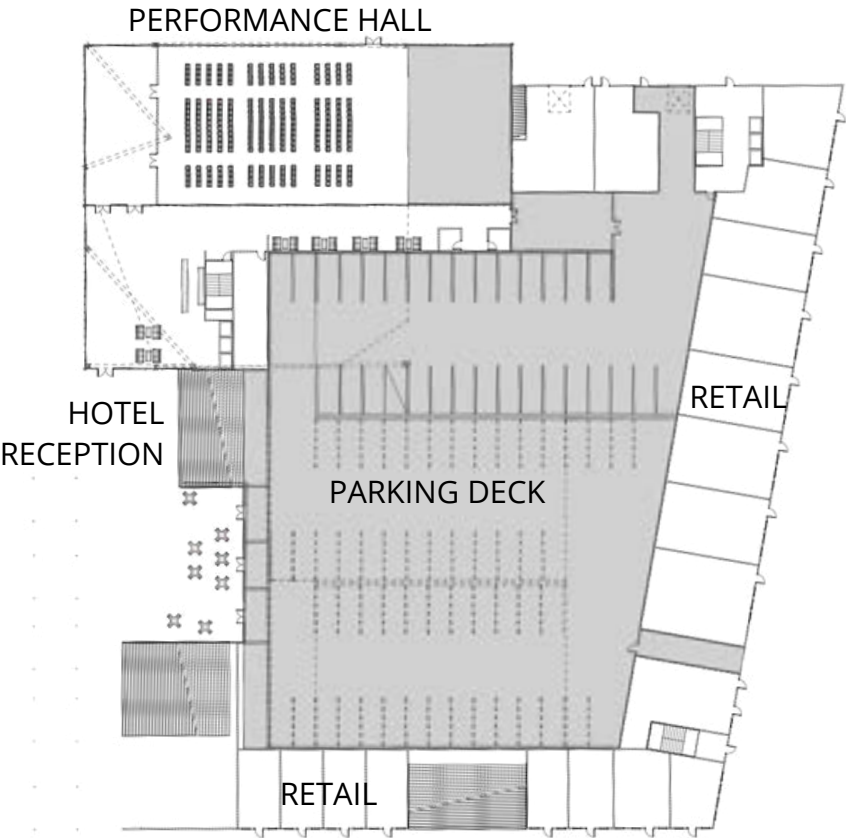 PERFORMANCE HALL
RETAIL
HOTEL
RECEPTION
PARKING DECK
RETAIL